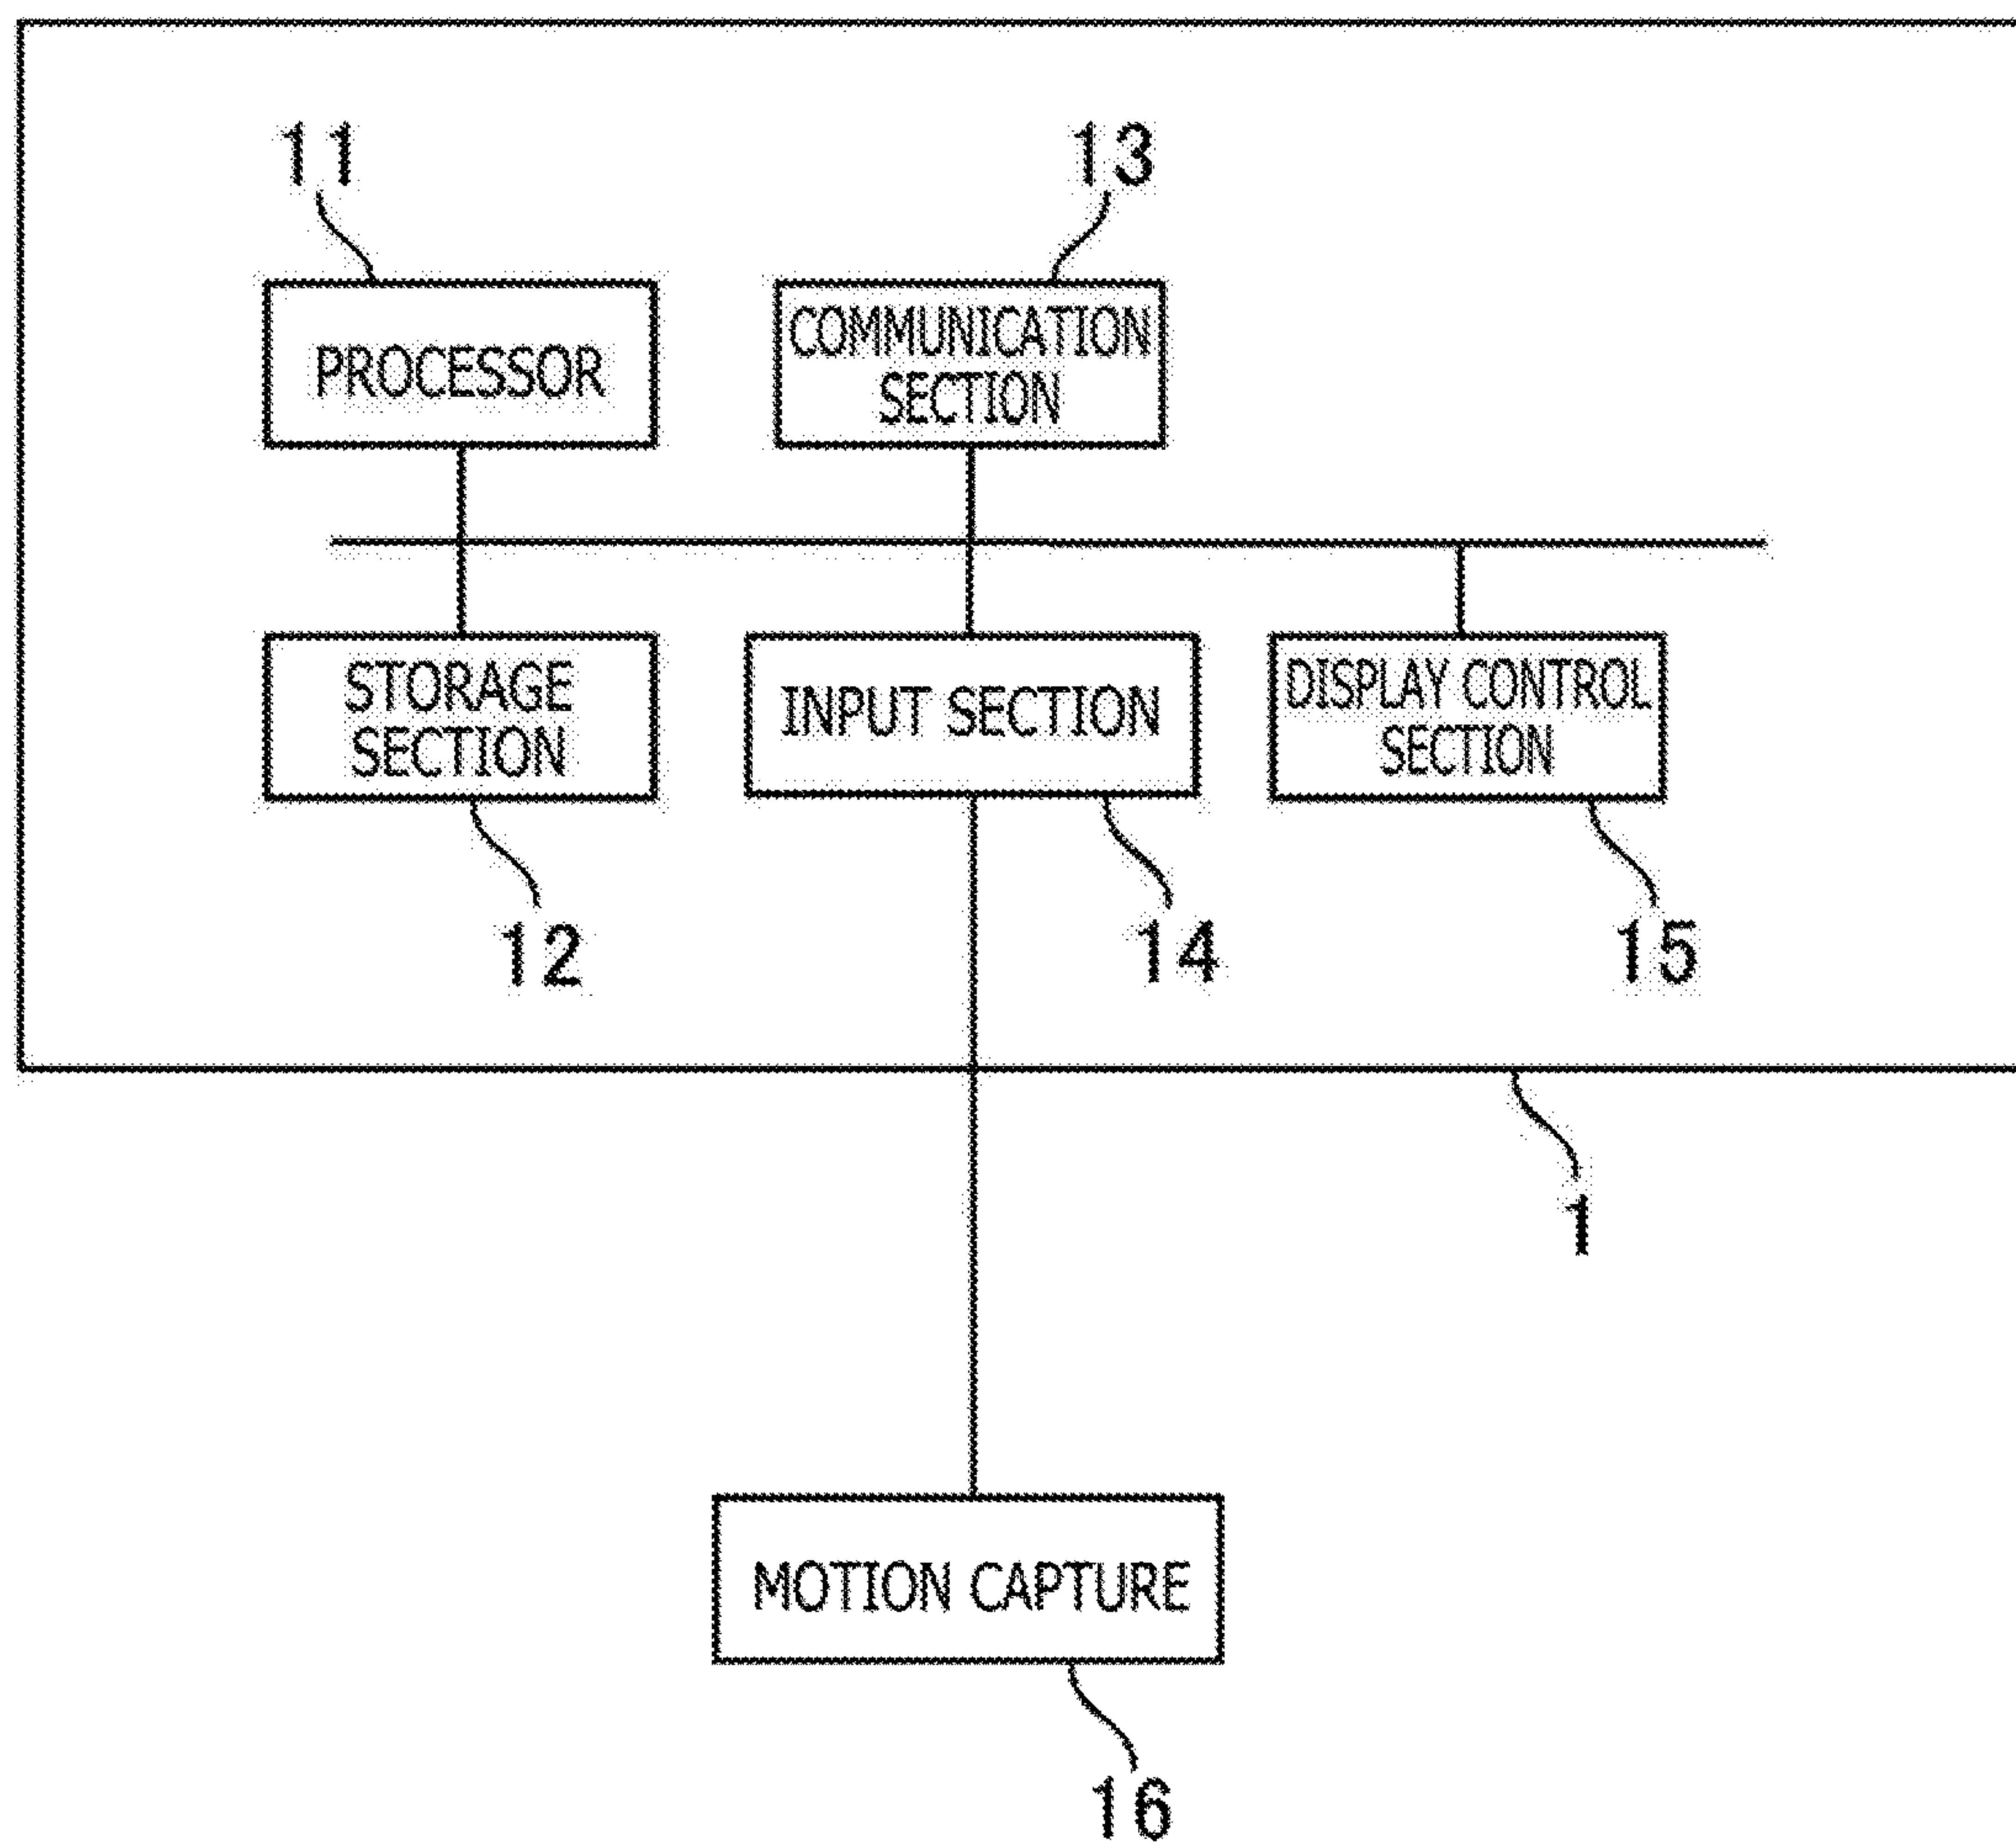 11
13
PROCESSOR
COMMUNICATION
SECTION
STORAGE
SECTION
INPUT SECTION
DISPLAY CONTROL
SECTION
12
14
15
1
MOTION CAPTURE
16